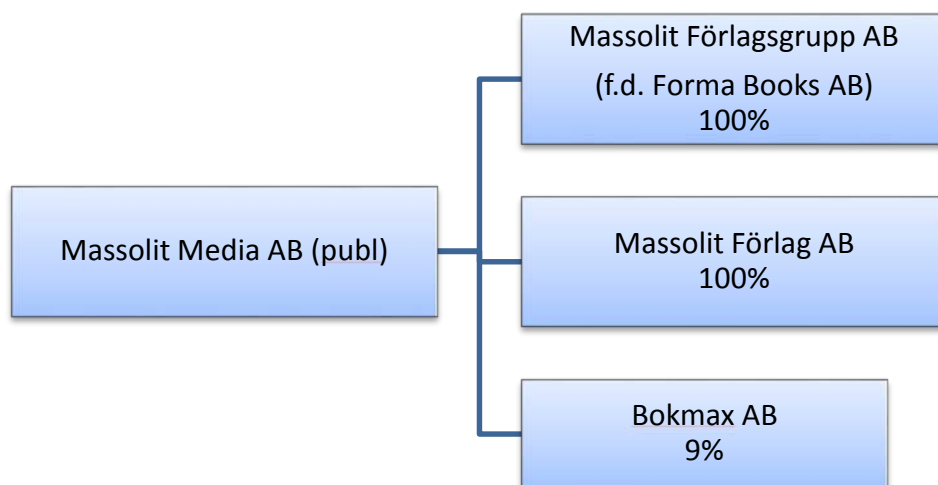 Massolit Media AB (publ)
Massolit Förlagsgrupp AB
(f.d. Forma Books AB)
100%
Massolit Förlag AB
100%
Bokmax AB
9%